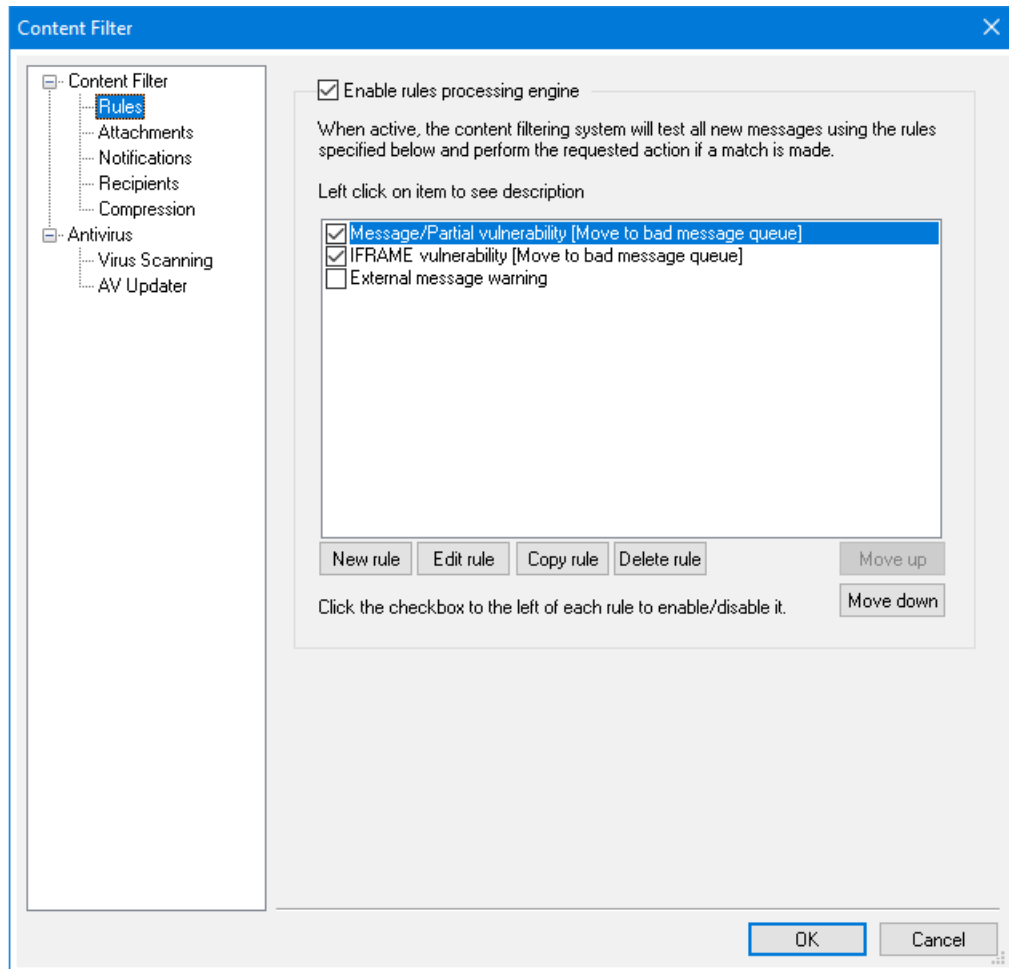 Content Filter
Content Filter
Rules
Attachments
Notifications
Recipients
Compression
Antivirus
Virus Scanning
AV Updater
Enable rules processing engine
When active, the content filtering system will test all new messages using the rules
specified below and perform the requested action if a match is made.
Left click on item to see description
Message/Partial vulnerability [Move to bad message queue]
IFRAME vulnerability [Move to bad message queue]
External message warning
New rule
Edit rule
Copy rule
Delete rule
Move up
Click the checkbox to the left of each rule to enable/disable it.
Move down
OK
Cancel